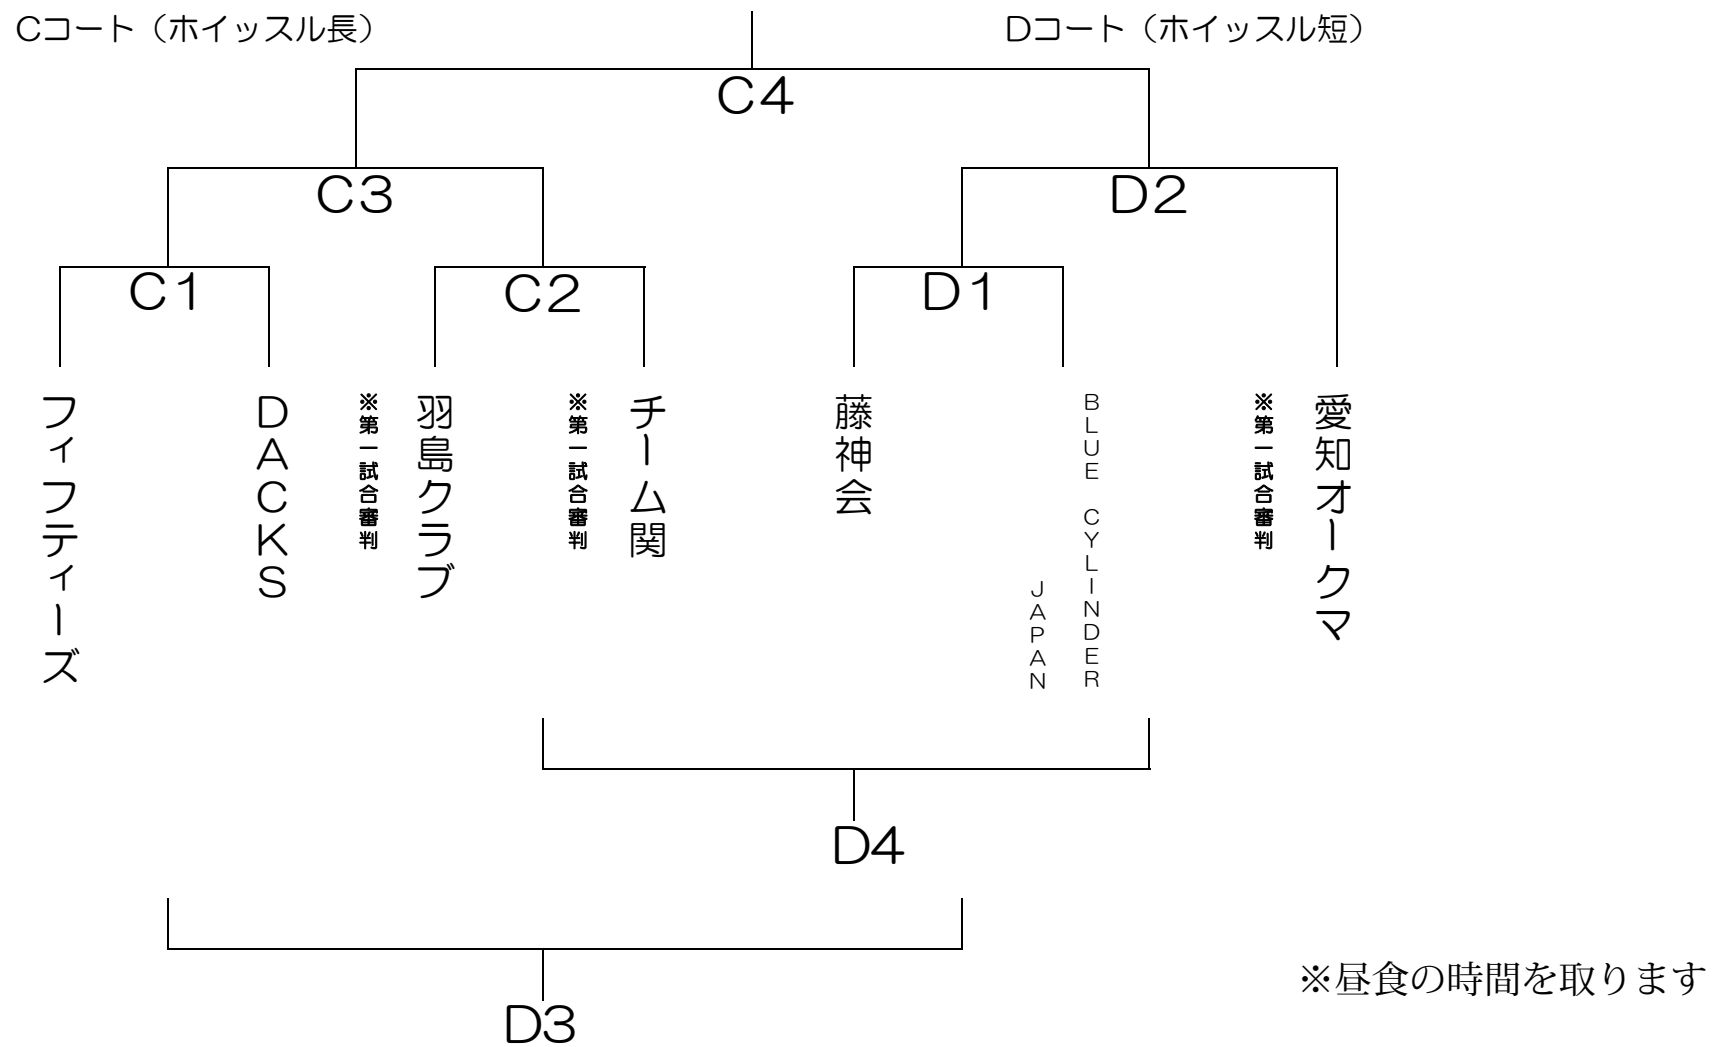 Cコート（ホイッスル長）
Dコート（ホイッスル短）
C4
C3
D2
C1
C2
D1
フィフティーズ
DACKS
※第一試合審判
羽島クラブ
※第一試合審判
チーム関
藤神会
BLUE CYLINDER
JAPAN
※第一試合審判
愛知オークマ
D4
※昼食の時間を取ります
D3